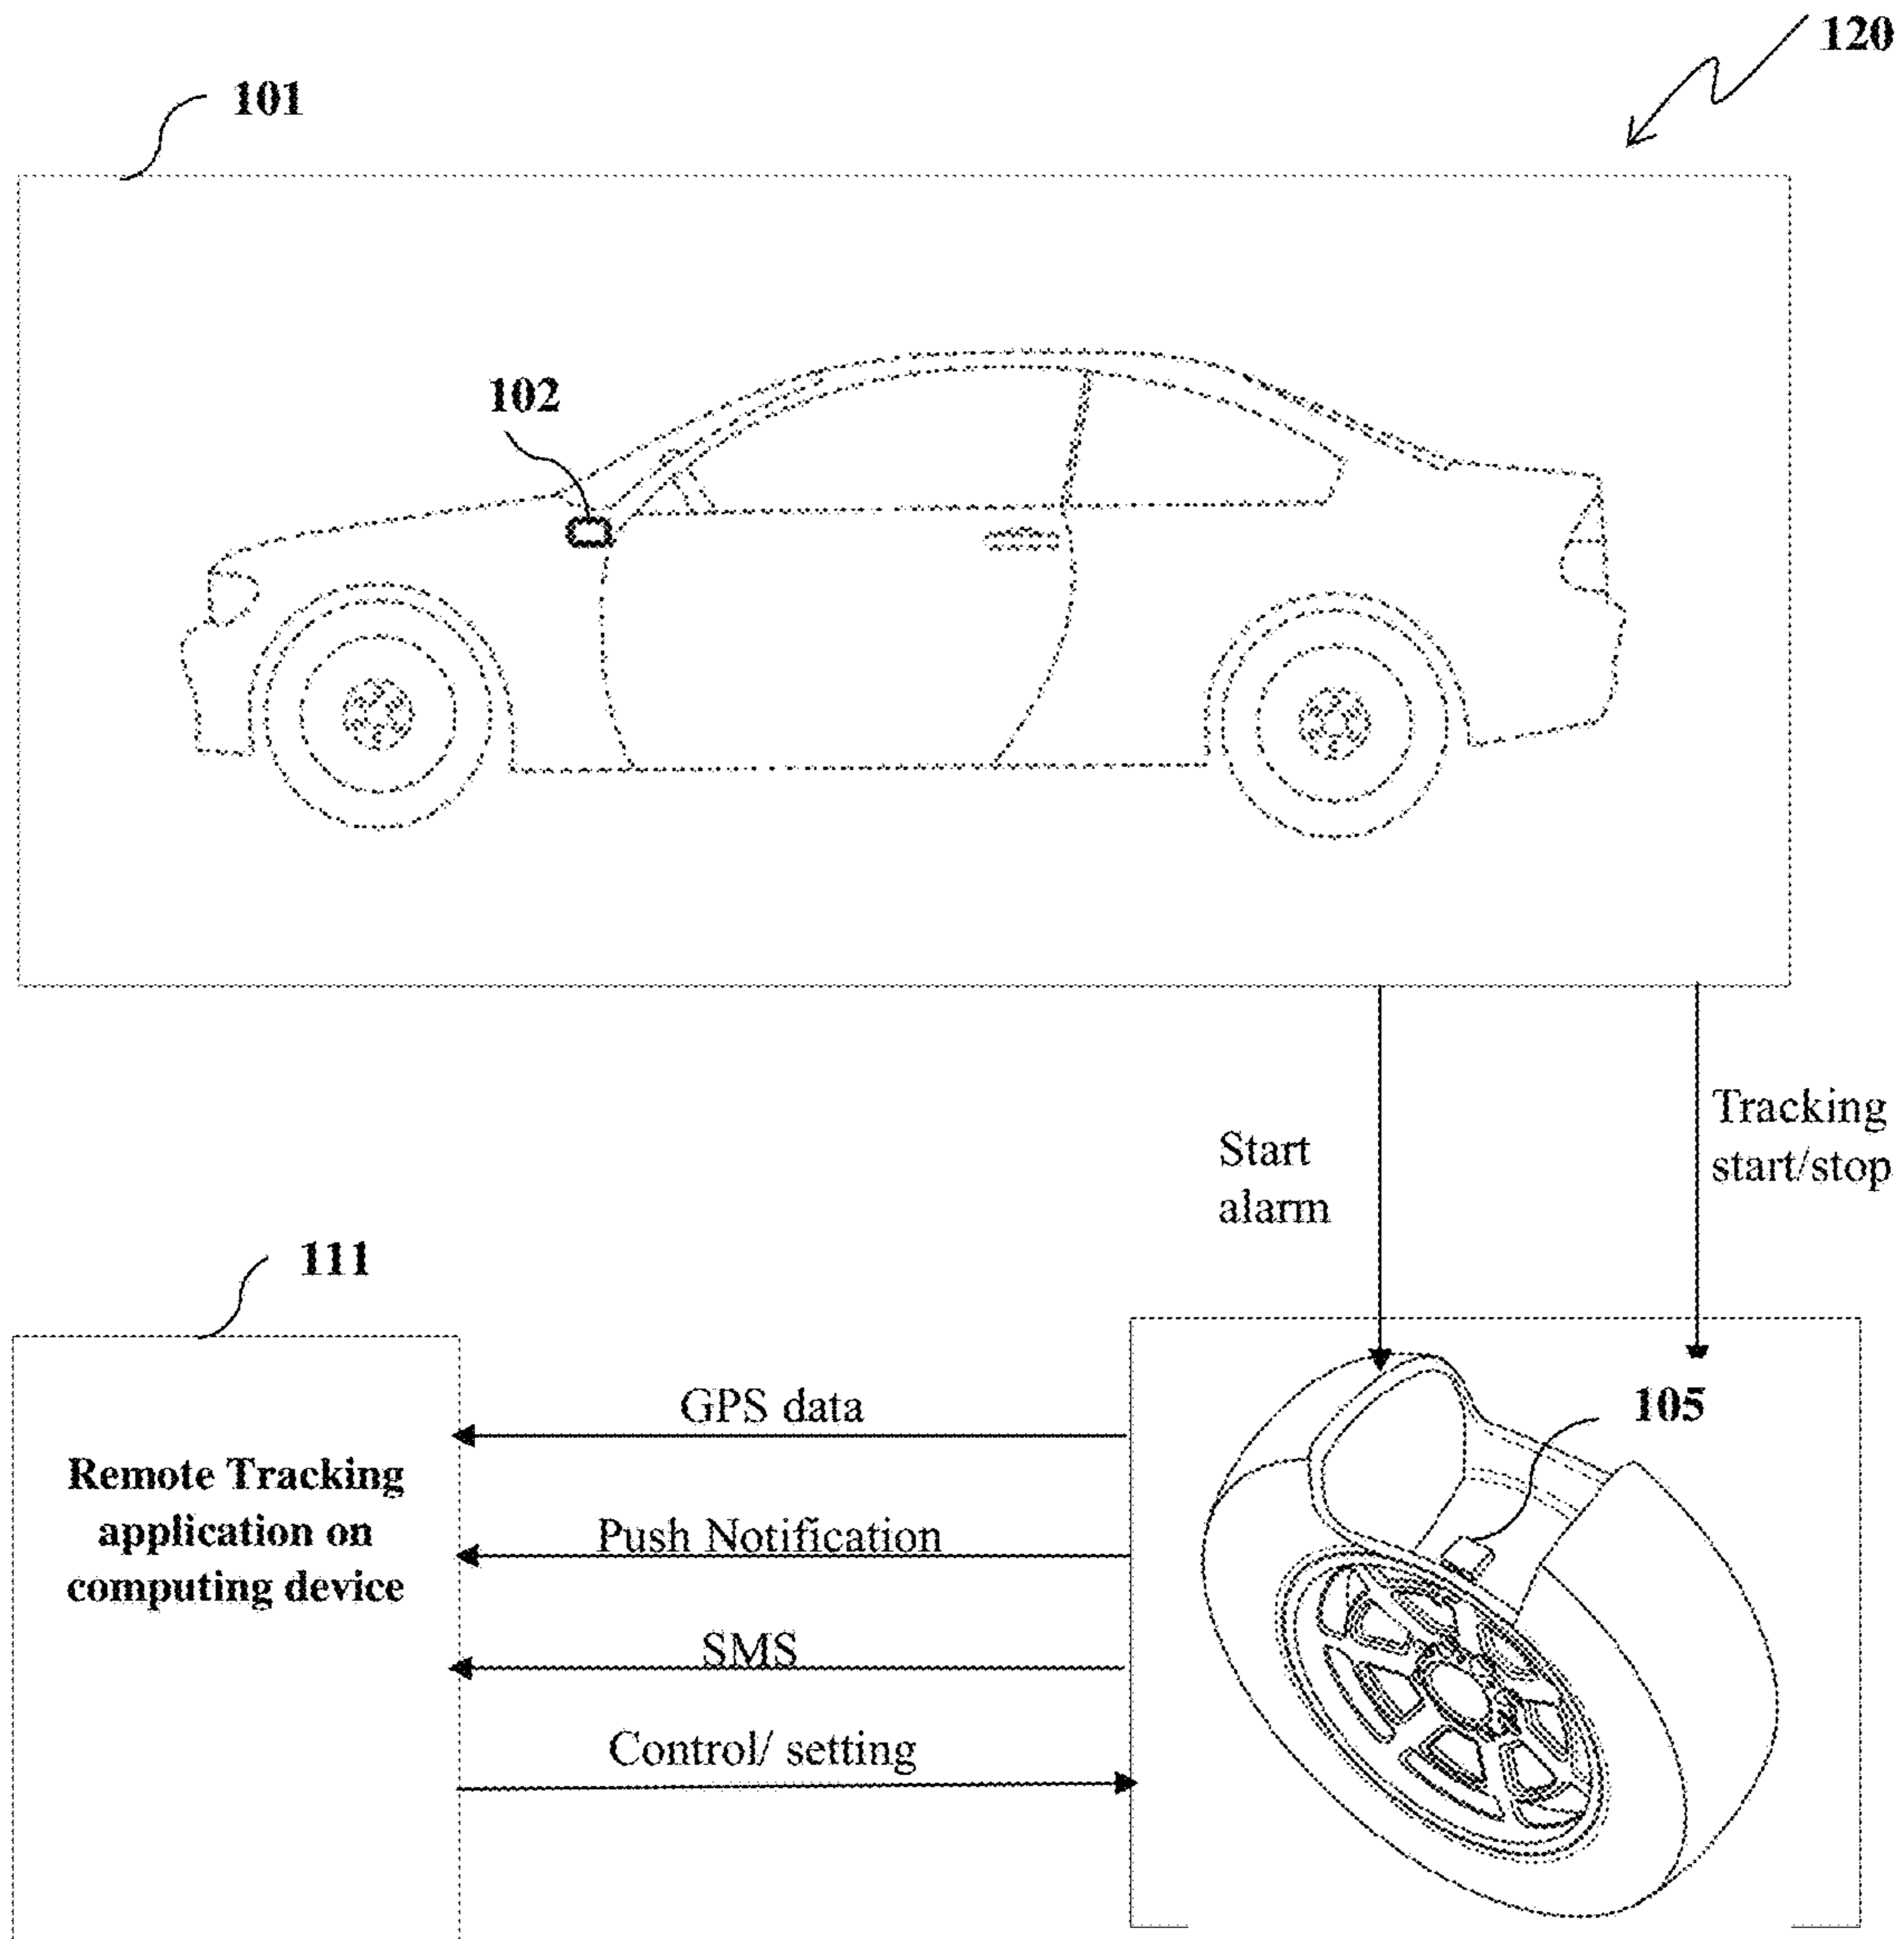 120
101
102
Tracking
start/stop
Start
alarm
111
GPS data
105
Remote Tracking
application on
computing device
Push Notification
SMS
Control/ setting